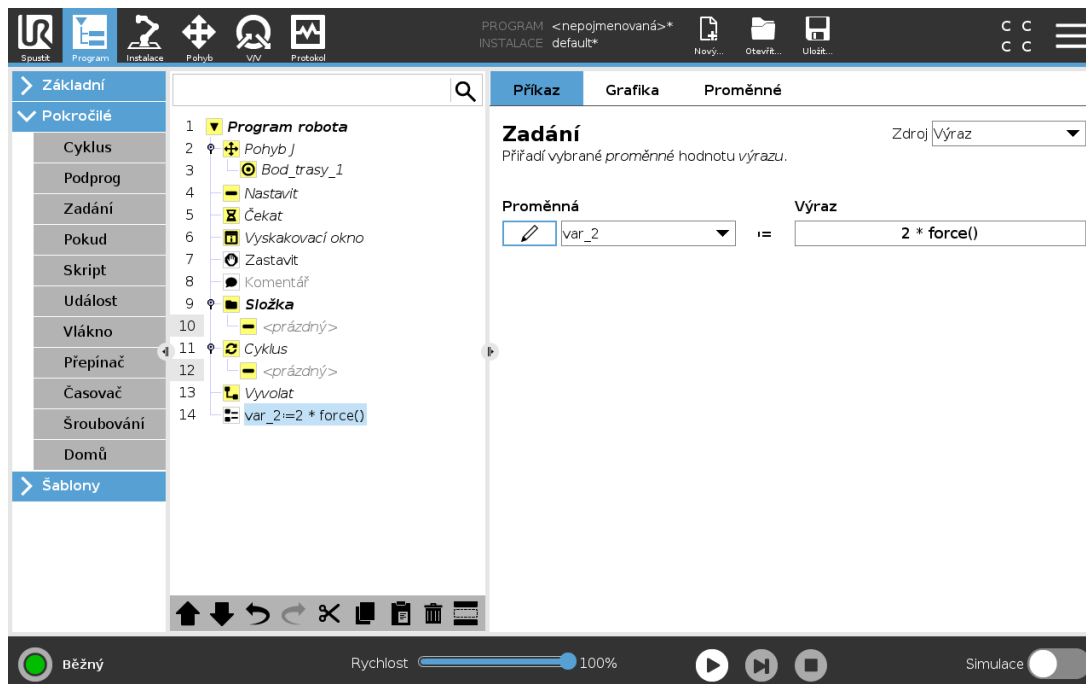 PROGRAM <nepojmenovaná>*
INSTALACE default*
Spustit
Program
Instalace
Pohyb
V/V
Protokol
Nový...
Otevřít...
Uložit...
C C
C C
Základní
Pokročilé
Cyklus
Podprog
Zadání
Pokud
Skript
Událost
Vlákno
Přepínač
Časovač
Šroubování
Domů
Šablony
1 Program robota
2 Pohyb J
3 Bod_trasy_1
4 Nastavit
5 Čekat
6 Vyskakovací okno
7 Zastavit
8 Komentář
9 Složka
10 <prázdný>
11 Cyklus
12 <prázdný>
13 Vyvolat
14 var_2:=2 * force()
Příkaz Grafika Proměnné
Zadání
Zdroj Výraz
Přiřadí vybrané proměnné hodnotu výrazu.
Proměnná Výraz
var_2 := 2 * force()
Běžný
Rychlost 100%
Simulace